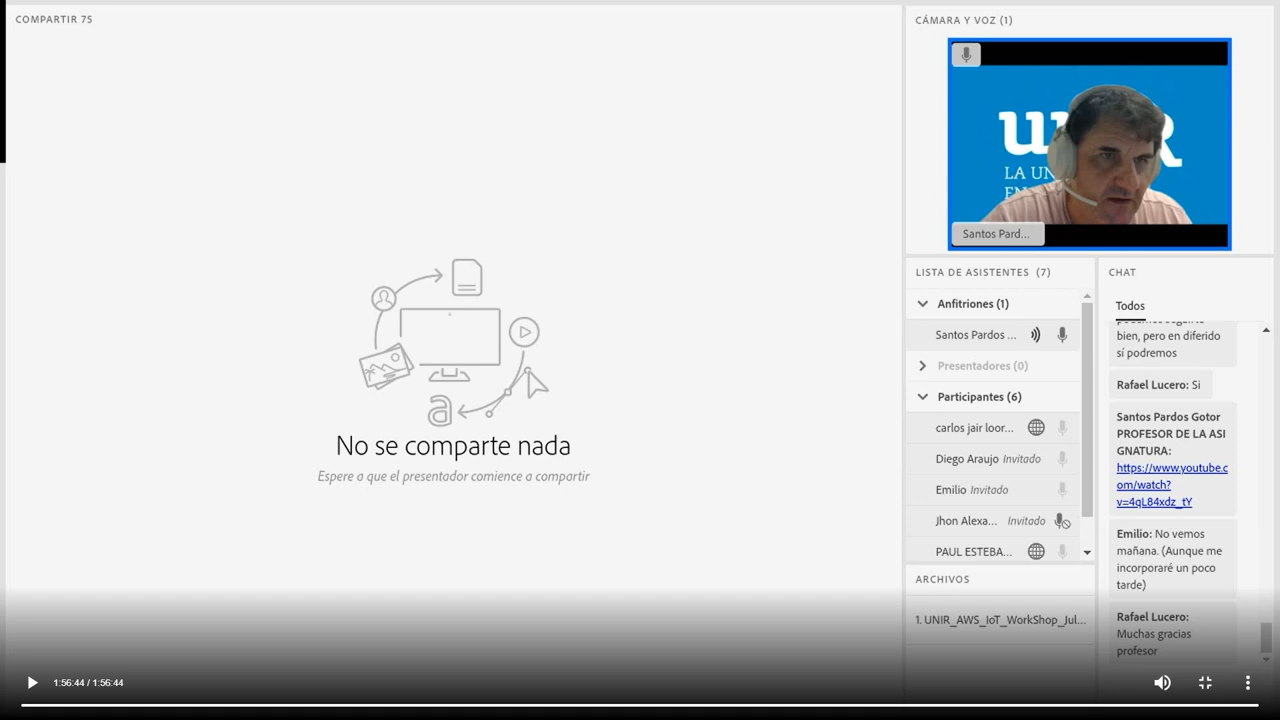 COMPARTIR 75
No se comparte nada
Espere a que el presentador comience a compartir
CÁMARA Y VOZ (1)
LA UN
EN
Santos Pard...
LISTA DE ASISTENTES (7)
Anfitriones (1)
Santos Pardos ...
Presentadores (0)
Participantes (6)
carlos jair loor...
Diego Araujo Invitado
Emilio Invitado
Jhon Alexa... Invitado
PAUL ESTEBA...
ARCHIVOS
1. UNIR_AWS_IoT_WorkShop_Jul...
CHAT
Todos
bien, pero en diferido
sí podremos
Rafael Lucero: Si
Santos Pardos Gotor
PROFESOR DE LA ASI
GNATURA:
https://www.youtube.c
om/watch?
v=4qL84xdz_tY
Emilio: No vemos
mañana. (Aunque me
incorporaré un poco
tarde)
Rafael Lucero:
Muchas gracias
profesor
1:56:44 / 1:56:44